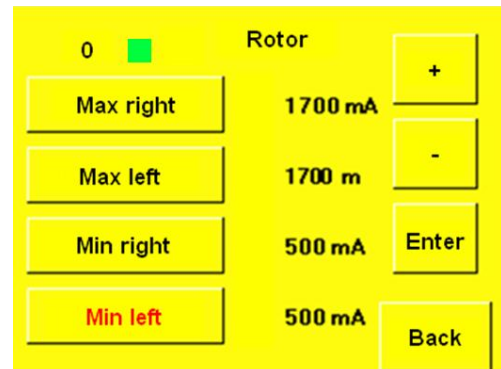 0 Rotor
+
Max right 1700 mA
-
Max left 1700 m
Min right 500 mA Enter
Min left 500 mA
Back